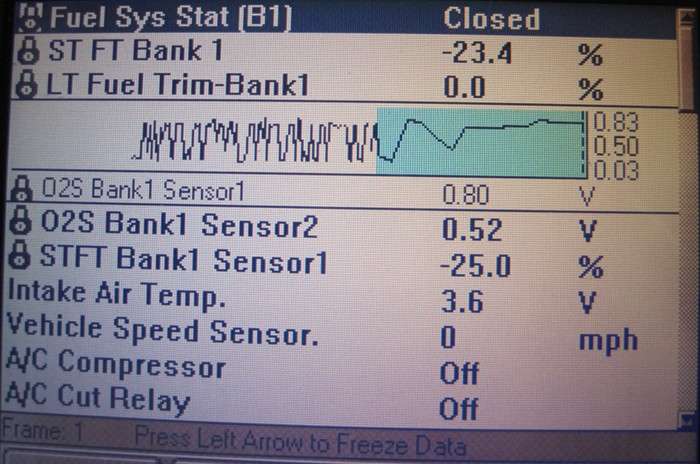 Fuel Sys Stat (B1) Closed
ST FT Bank 1 -23.4 %
LT Fuel Trim-Bank1 0.0 %
0.83
0.50
0.03
O2S Bank1 Sensor1 0.80 V
O2S Bank1 Sensor2 0.52 V
STFT Bank1 Sensor1 -25.0 %
Intake Air Temp. 3.6 V
Vehicle Speed Sensor. 0 mph
A/C Compressor Off
A/C Cut Relay Off
Frame: 1 Press Left Arrow to Freeze Data